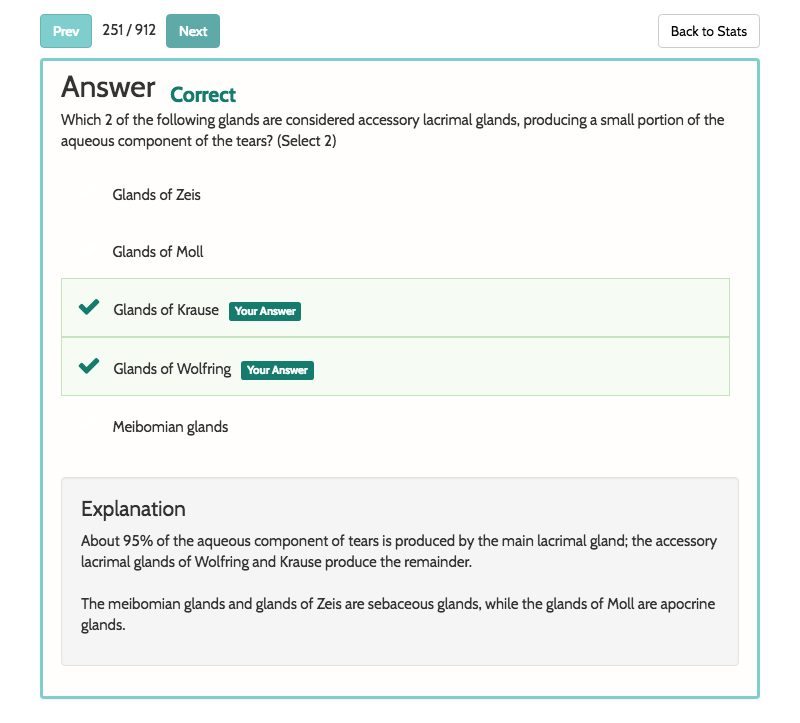 Prev 251 / 912 Next Back to Stats
Answer Correct
Which 2 of the following glands are considered accessory lacrimal glands, producing a small portion of the
aqueous component of the tears? (Select 2)
Glands of Zeis
Glands of Moll
Glands of Krause Your Answer
Glands of Wolfring Your Answer
Meibomian glands
Explanation
About 95% of the aqueous component of tears is produced by the main lacrimal gland; the accessory
lacrimal glands of Wolfring and Krause produce the remainder.
The meibomian glands and glands of Zeis are sebaceous glands, while the glands of Moll are apocrine
glands.